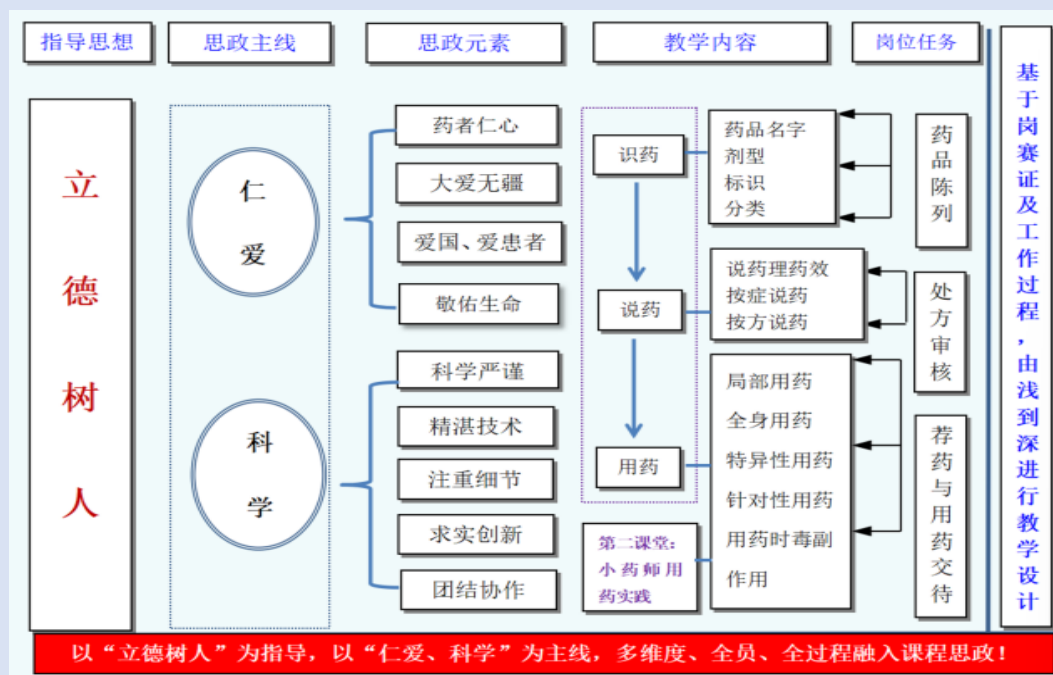 指导思想
思政主线
思政元素
教学内容
岗位任务
立德树人
仁爱
科学
药者仁心
大爱无疆
爱国、爱患者
敬佑生命
科学严谨
精湛技术
注重细节
求实创新
团结协作
识药
说药
用药
第二课堂：
小药师用
药实践
药品名字
剂型
标识
分类
说药理药效
按症说药
按方说药
局部用药
全身用药
特异性用药
针对性用药
用药时毒副
作用
药品陈列
处方审核
荐药与用药交待
基于岗赛证及工作过程，由浅到深进行教学设计
以“立德树人”为指导，以“仁爱、科学”为主线，多维度、全员、全过程融入课程思政！